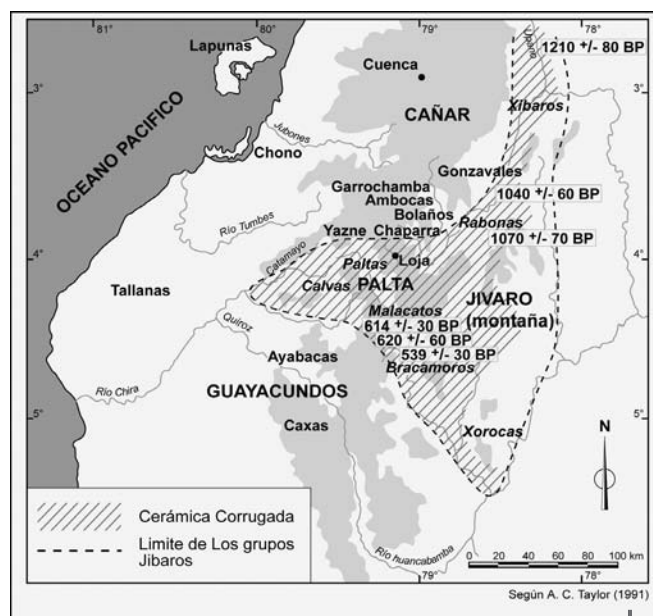 81°
80°
79°
78°
Lapunas
Upano
1210 +/- 80 BP
3°
3°
Cuenca
Xibaros
CAÑAR
OCEANO PACIFICO
Jubones
Chono
Gonzavales
Garrochamba
Ambocas
Bolaños
1040 +/- 60 BP
Rabonas
Río Tumbes
Yazne Chaparra
1070 +/- 70 BP
4°
4°
Catamayo
Paltas
Loja
Tallanas
Calvas
PALTA
JIVARO
(montaña)
Malacatos
614 +/- 30 BP
Quiroz
620 +/- 60 BP
539 +/- 30 BP
Ayabacas
Bracamoros
Río Chira
GUAYACUNDOS
5°
5°
Caxas
Xorocas
N
Cerámica Corrugada
Limite de Los grupos
Jibaros
Río huancabamba
0 20 40 60 80 100 km
79°
78°
Según A. C. Taylor (1991)